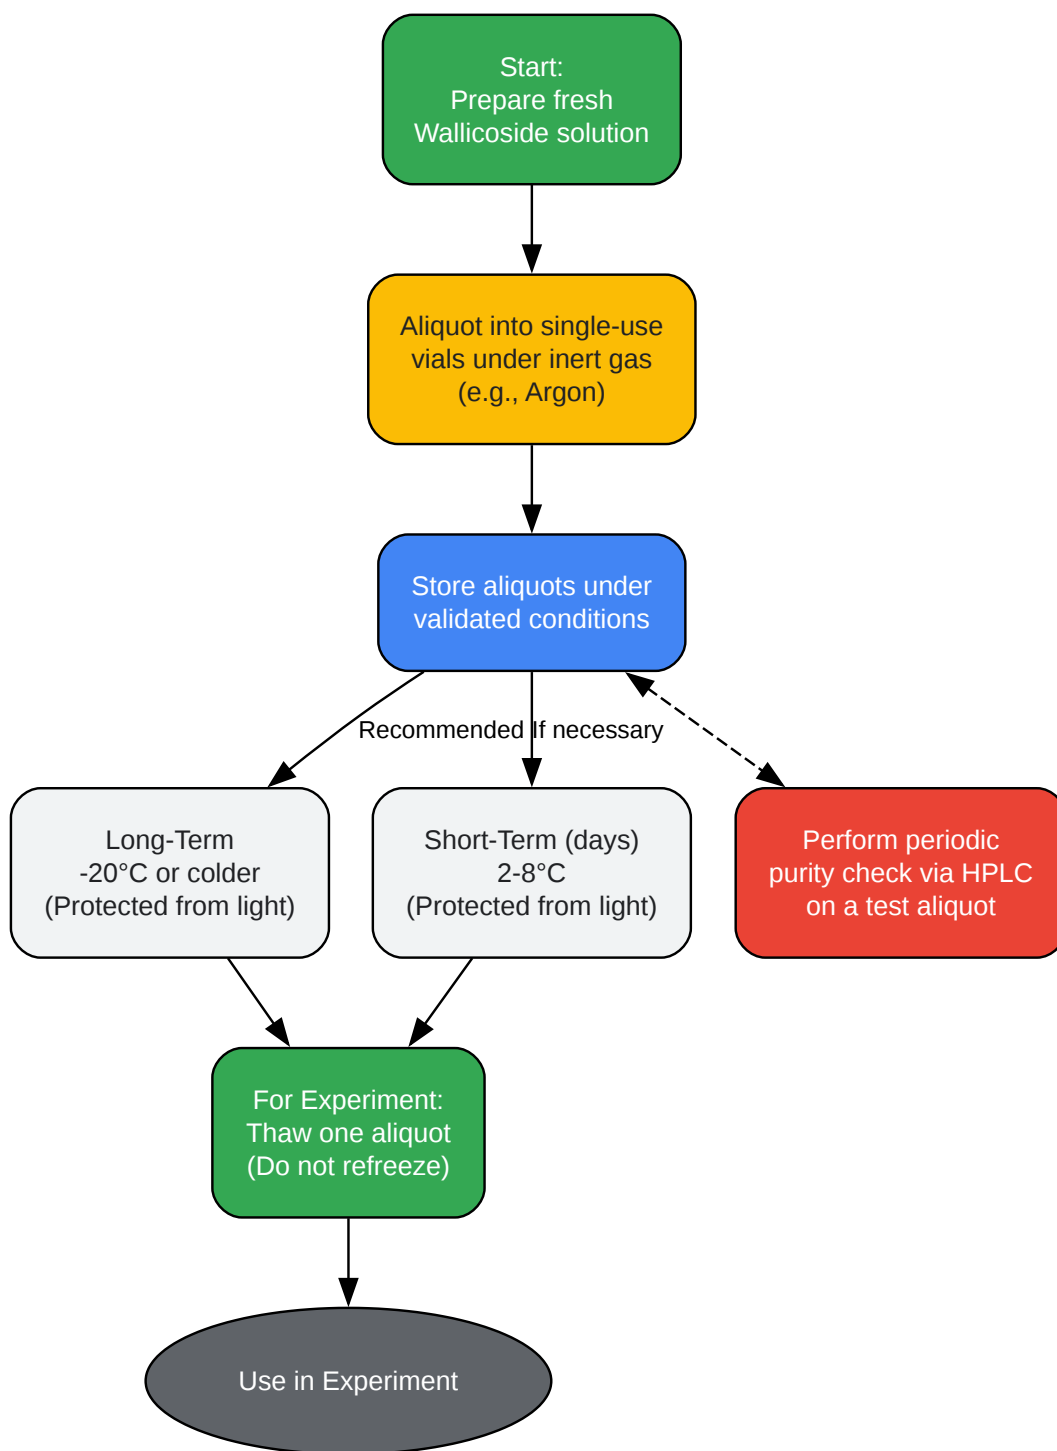 Start:
Prepare fresh
Wallicoside solution
Aliquot into single-use
vials under inert gas
(e.g., Argon)
Store aliquots under
validated conditions
Recommended
If necessary
Long-Term
-20°C or colder
(Protected from light)
Short-Term (days)
2-8°C
(Protected from light)
Perform periodic
purity check via HPLC
on a test aliquot
For Experiment:
Thaw one aliquot
(Do not refreeze)
Use in Experiment